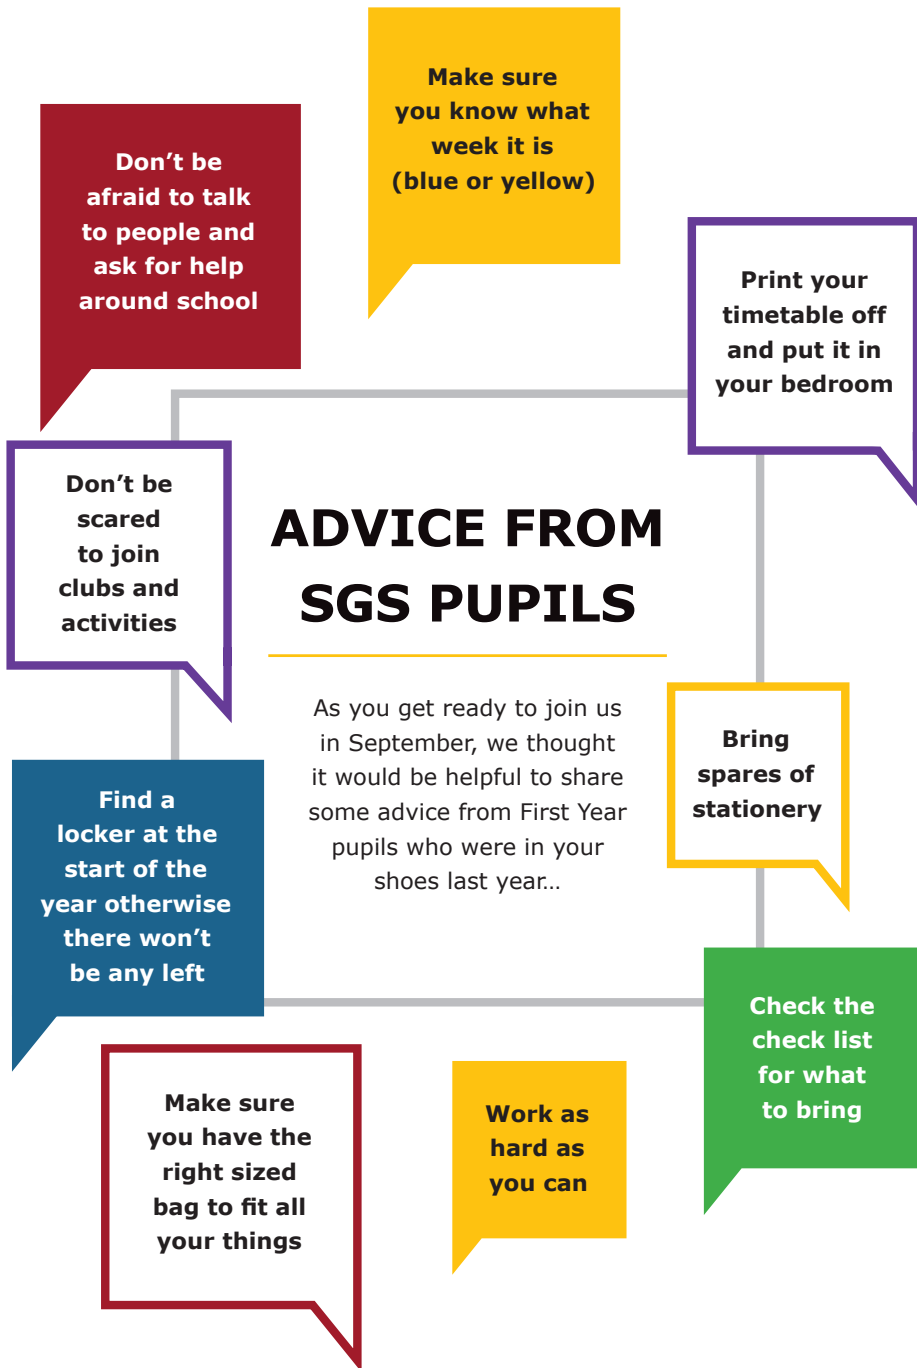 Make sure
you know what
week it is
(blue or yellow)
Don’t be
afraid to talk
to people and
ask for help
around school
Print your
timetable off
and put it in
your bedroom
Don’t be
scared
to join
clubs and
activities
ADVICE FROM
SGS PUPILS
As you get ready to join us
in September, we thought
it would be helpful to share
some advice from First Year
pupils who were in your
shoes last year…
Bring
spares of
stationery
Find a
locker at the
start of the
year otherwise
there won’t
be any left
Check the
check list
for what
to bring
Make sure
you have the
right sized
bag to fit all
your things
Work as
hard as
you can